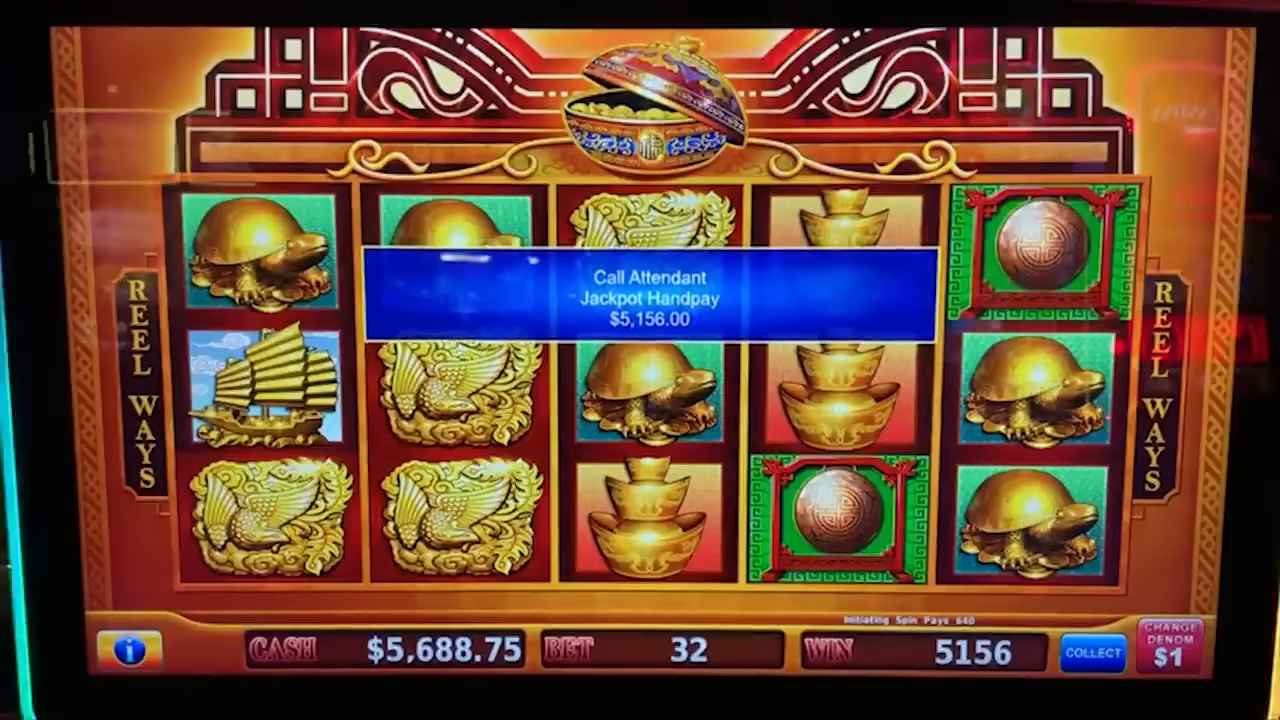 Call Attendant
Jackpot Handpay
$5,156.00
REEL WAYS
REEL WAYS
Initiating Spin Pays 640
CASH $5,688.75
BET 32
WIN 5156
COLLECT
CHANGE
DENOM
$1